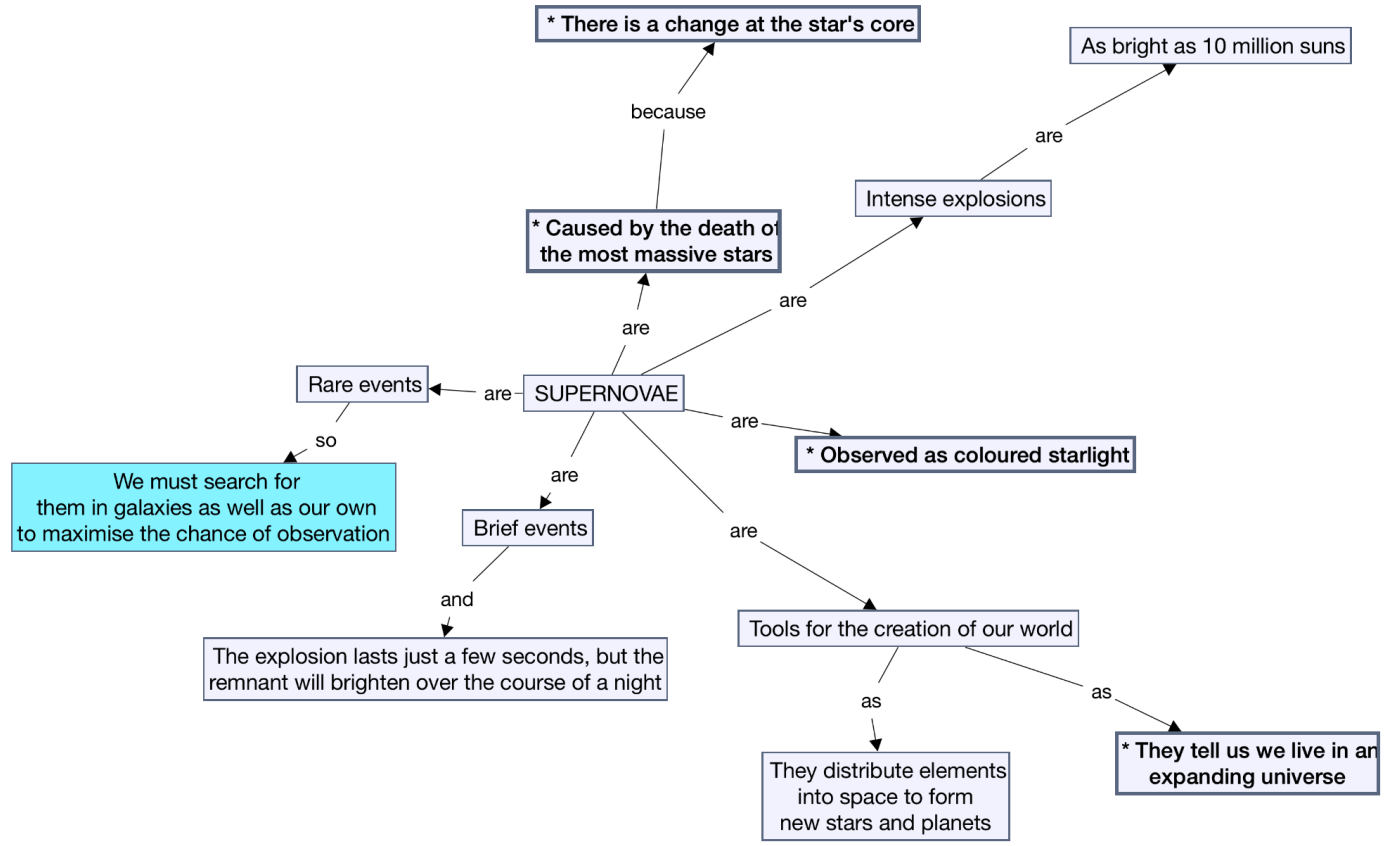 * There is a change at the star's core
As bright as 10 million suns
because
are
Intense explosions
* Caused by the death of
the most massive stars
are
are
Rare events
are
SUPERNOVAE
are
* Observed as coloured starlight
so
We must search for
them in galaxies as well as our own
to maximise the chance of observation
are
Brief events
are
and
The explosion lasts just a few seconds, but the
remnant will brighten over the course of a night
Tools for the creation of our world
as
as
They distribute elements
into space to form
new stars and planets
* They tell us we live in an
expanding universe